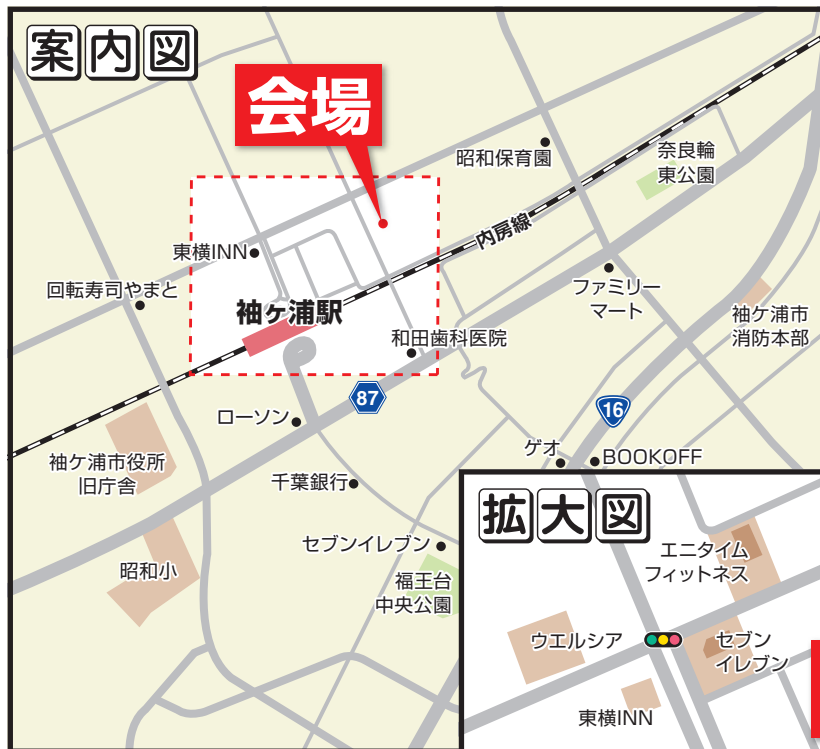 案内図
会場
昭和保育園
奈良輪
東公園
内房線
東横INN
回転寿司やまと
袖ヶ浦駅
ファミリー
マート
袖ヶ浦市
消防本部
和田歯科医院
87
16
ローソン
ゲオ
BOOKOFF
袖ケ浦市役所
旧庁舎
千葉銀行
セブンイレブン
昭和小
福王台
中央公園
拡大図
エニタイム
フィットネス
ウエルシア
セブン
イレブン
東横INN